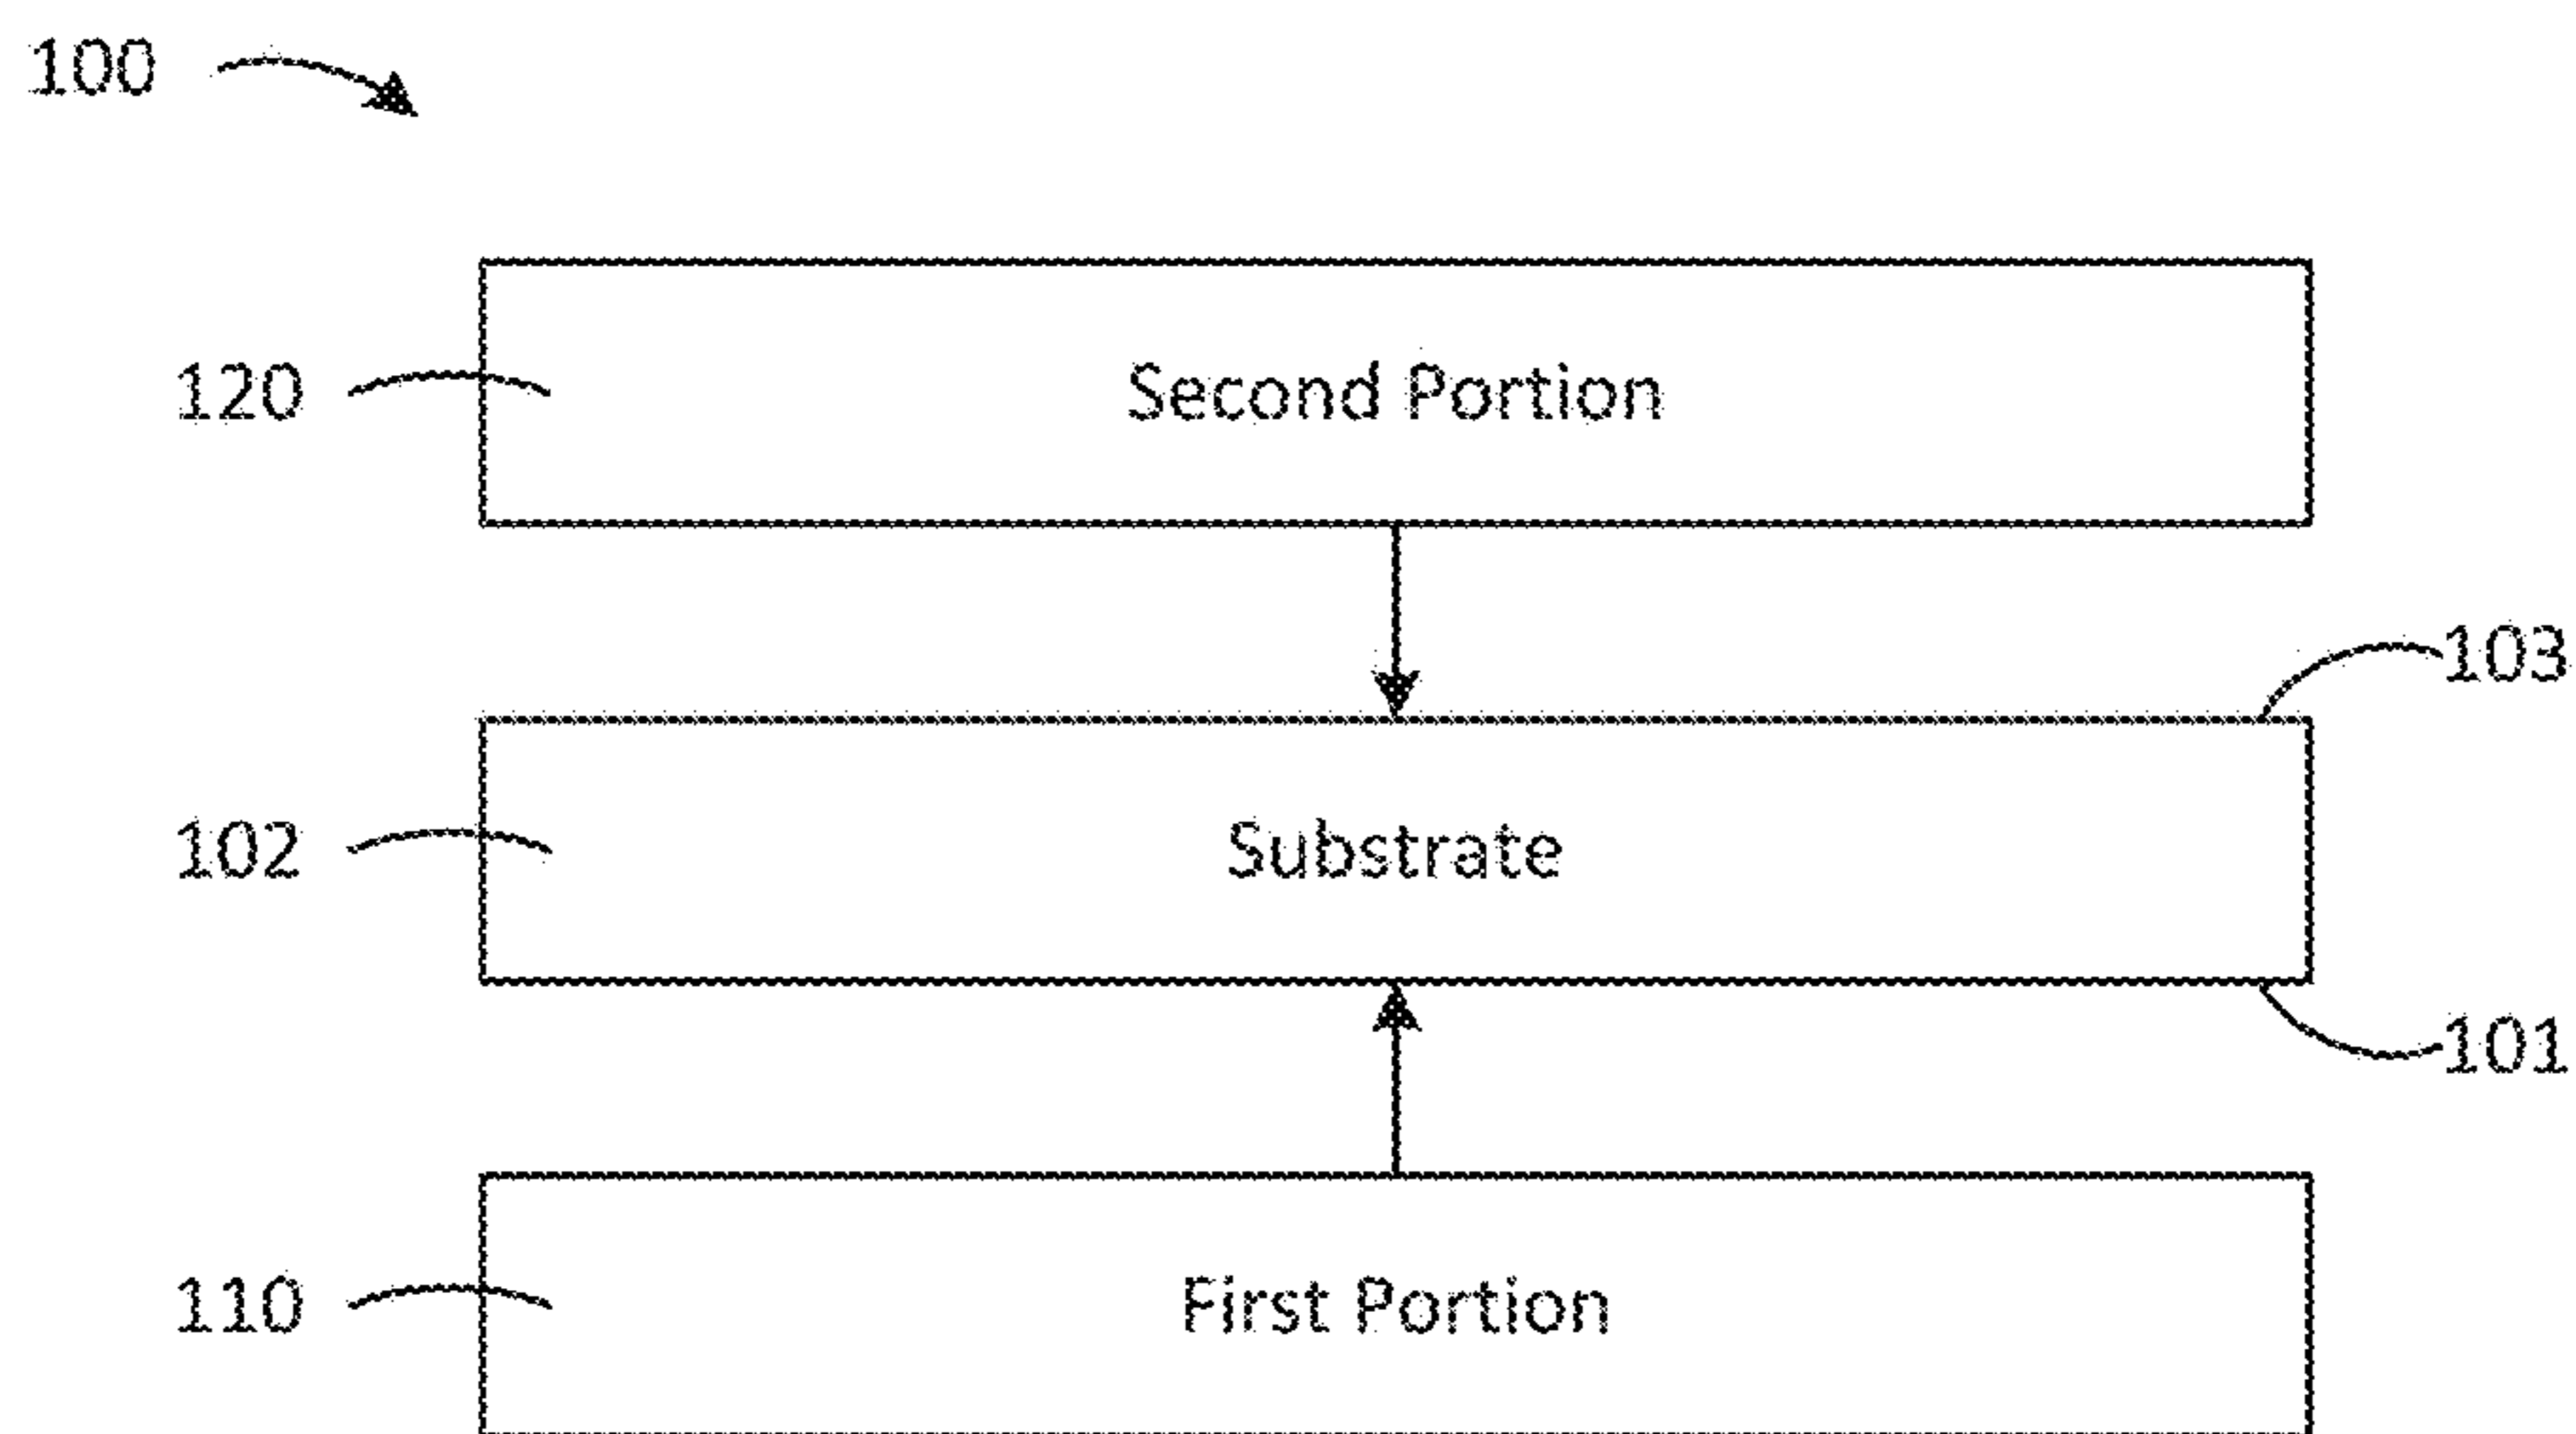 100
120 Second Portion
103
102 Substrate
101
110 First Portion